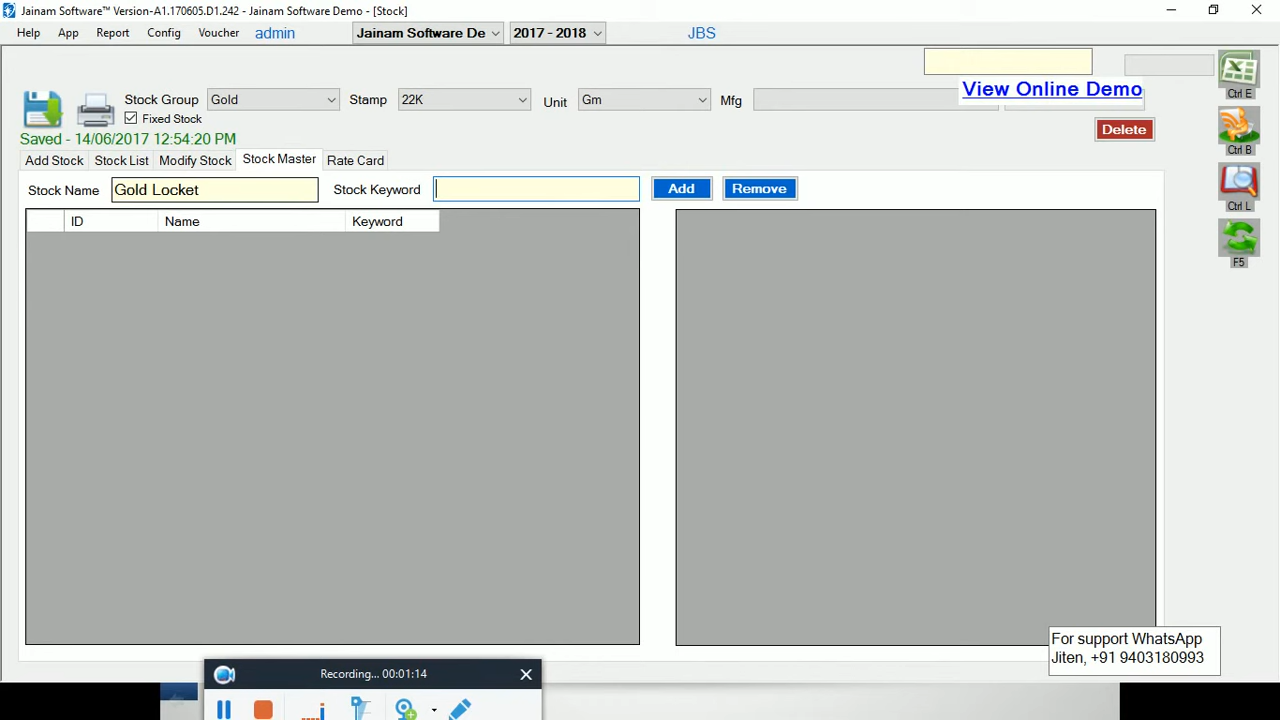 Jainam Software™ Version-A1.170605.D1.242 - Jainam Software Demo - [Stock]
Help App Report Config Voucher admin Jainam Software De 2017 - 2018 JBS
View Online Demo
Stock Group Gold Stamp 22K Unit Gm Mfg
Fixed Stock
Saved - 14/06/2017 12:54:20 PM
Delete
Add Stock Stock List Modify Stock Stock Master Rate Card
Stock Name Gold Locket Stock Keyword Add Remove
ID Name Keyword
Ctrl E
Ctrl B
Ctrl L
F5
For support WhatsApp
Jiten, +91 9403180993
Recording... 00:01:14